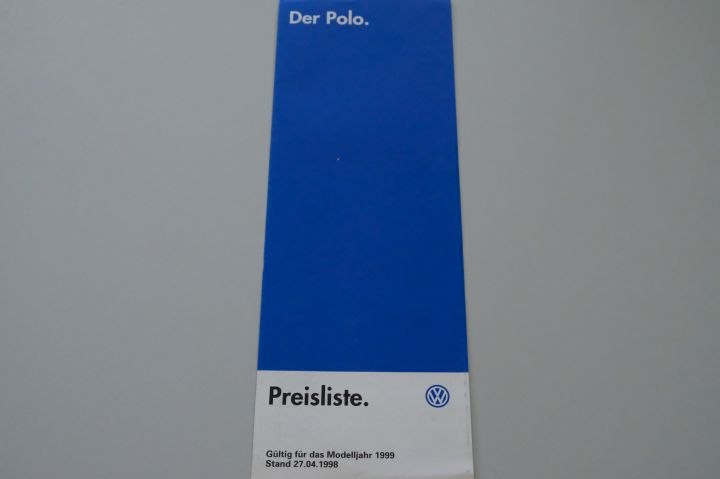 Der Polo.
Preisliste.
Gültig für das Modelljahr 1999
Stand 27.04.1998